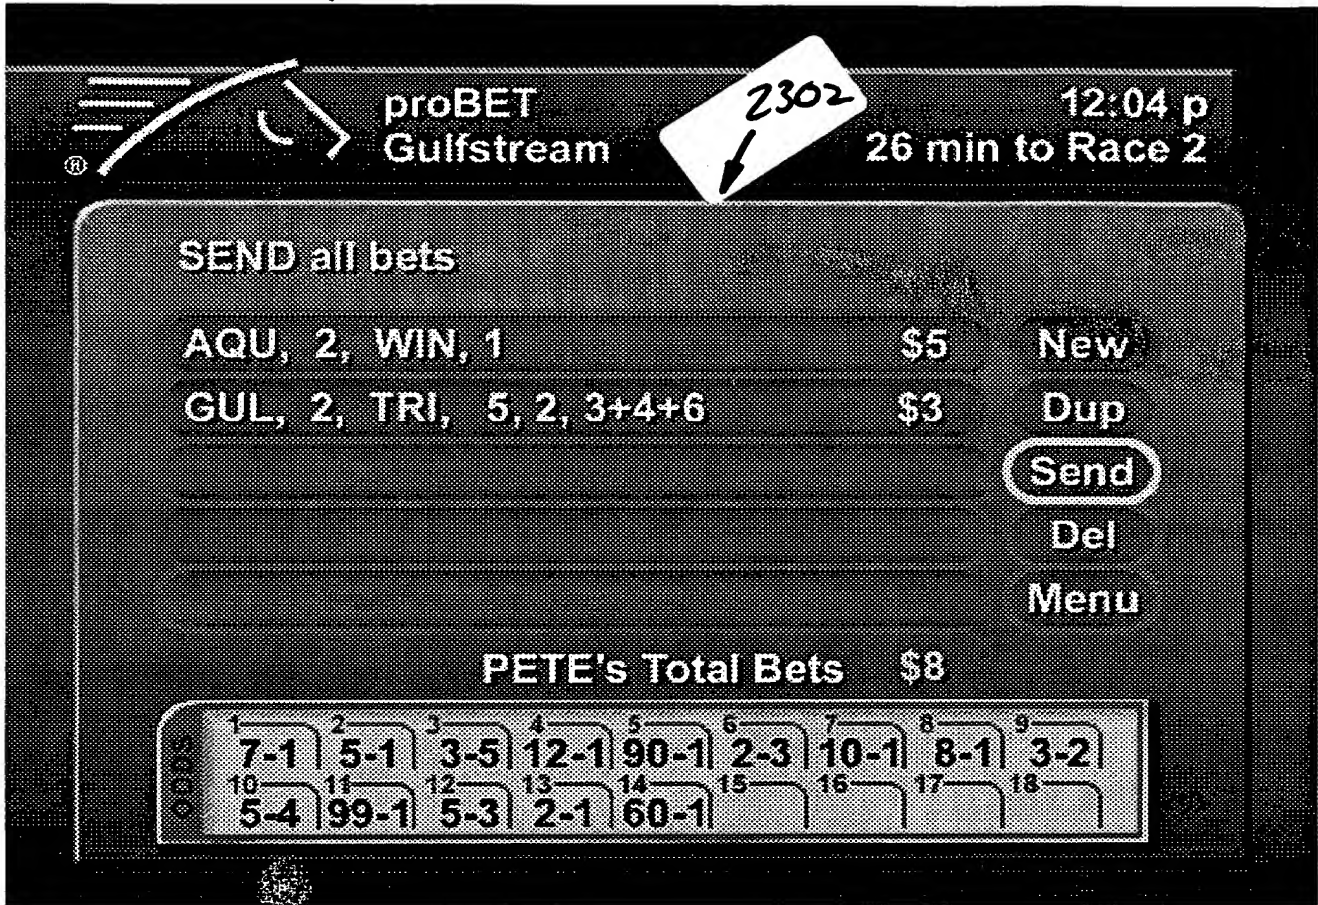 2302
proBET
12:04 p
®
Gulfstream
26 min to Race 2
SEND all bets
AQU, 2, WIN, 1 $5
New
GUL, 2, TRI, 5, 2, 3+4+6 $3
Dup
Send
Del
Menu
PETE's Total Bets $8
ODDS
1 2 3 4 5 6 7 8 9
7-1 5-1 3-5 12-1 90-1 2-3 10-1 8-1 3-2
10 11 12 13 14 15 16 17 18
5-4 99-1 5-3 2-1 60-1